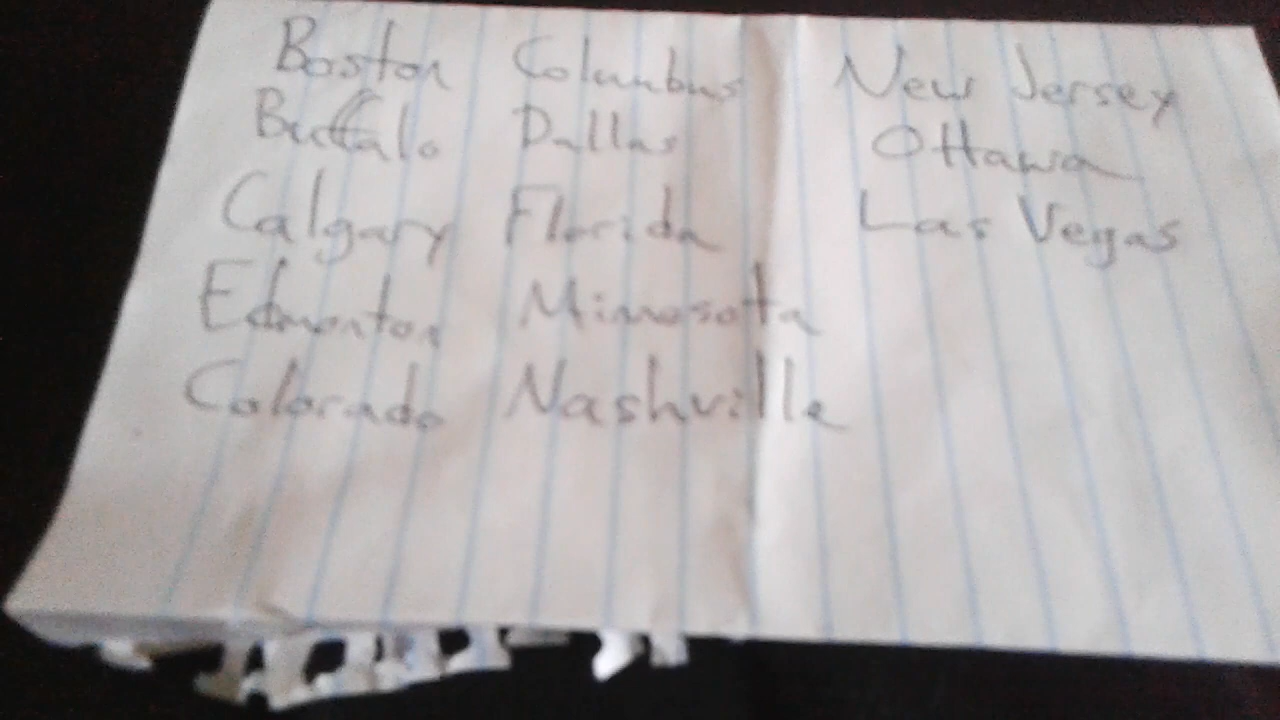 Boston Columbus New Jersey
Buffalo Dallas Ottawa
Calgary Florida Las Vegas
Edmonton Minnesota
Colorado Nashville